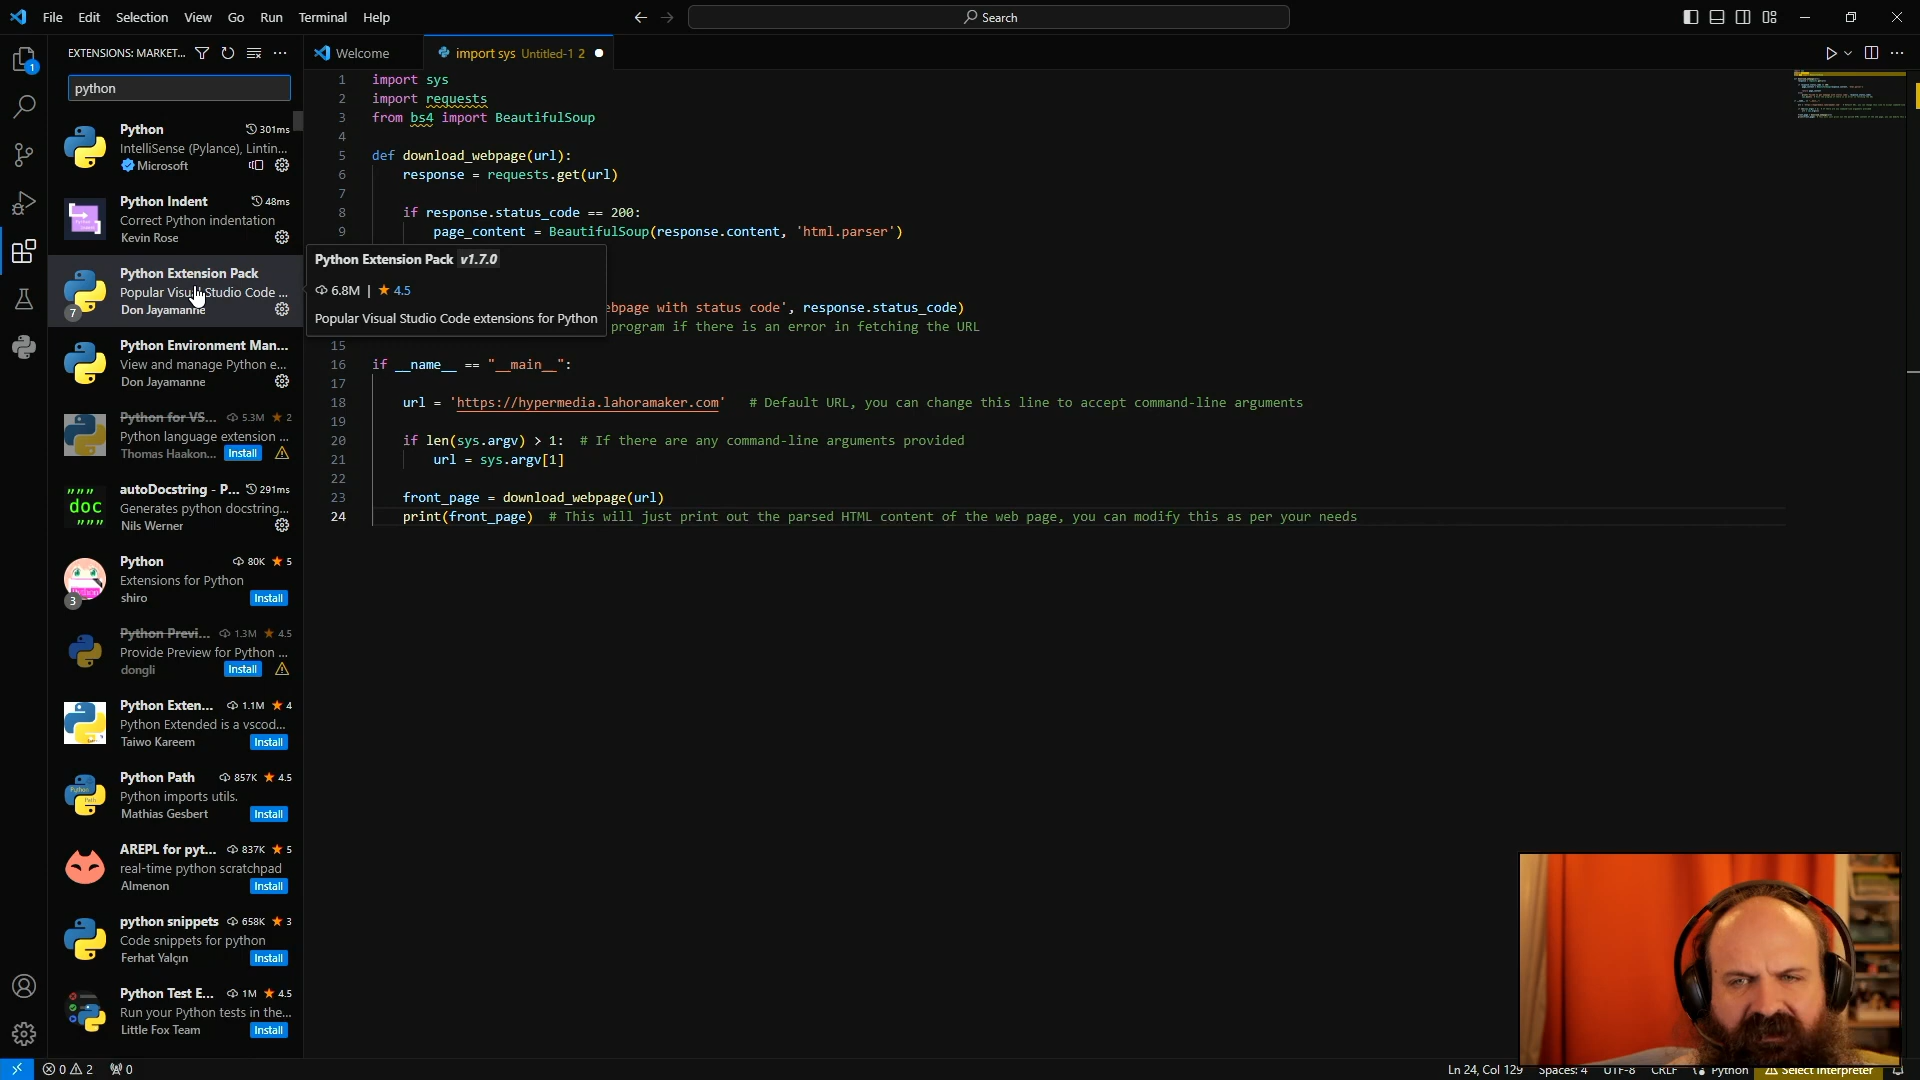 File Edit Selection View Go Run Terminal Help
Search
EXTENSIONS: MARKET...
python
Python 301ms
IntelliSense (Pylance), Lintin...
Microsoft
Python Indent 48ms
Correct Python indentation
Kevin Rose
Python Extension Pack
Popular Visual Studio Code ...
Don Jayamanne
7
Python Environment Man...
View and manage Python e...
Don Jayamanne
Python for VS... 5.3M 2
Python language extension ...
Thomas Haakon... Install
autoDocstring - P... 291ms
Generates python docstring...
Nils Werner
Python 80K 5
Extensions for Python
shiro Install
3
Python Previ... 1.3M 4.5
Provide Preview for Python ...
dongli Install
Python Exten... 1.1M 4
Python Extended is a vscod...
Taiwo Kareem Install
Python Path 857K 4.5
Python imports utils.
Mathias Gesbert Install
AREPL for pyt... 837K 5
real-time python scratchpad
Almenon Install
python snippets 658K 3
Code snippets for python
Ferhat Yalçın Install
Python Test E... 1M 4.5
Run your Python tests in the...
Little Fox Team Install
Welcome
import sys Untitled-1 2
1 import sys
2 import requests
3 from bs4 import BeautifulSoup
4
5 def download_webpage(url):
6 response = requests.get(url)
7
8 if response.status_code == 200:
9 page_content = BeautifulSoup(response.content, 'html.parser')
Python Extension Pack v1.7.0
6.8M | 4.5
Popular Visual Studio Code extensions for Python
bpage with status code', response.status_code)
program if there is an error in fetching the URL
15
16 if __name__ == "__main__":
17
18 url = 'https://hypermedia.lahoramaker.com' # Default URL, you can change this line to accept command-line arguments
19
20 if len(sys.argv) > 1: # If there are any command-line arguments provided
21 url = sys.argv[1]
22
23 front_page = download_webpage(url)
24 print(front_page) # This will just print out the parsed HTML content of the web page, you can modify this as per your needs
1
0 2 0
Ln 24, Col 129 Spaces: 4 UTF-8 CRLF Python Select Interpreter